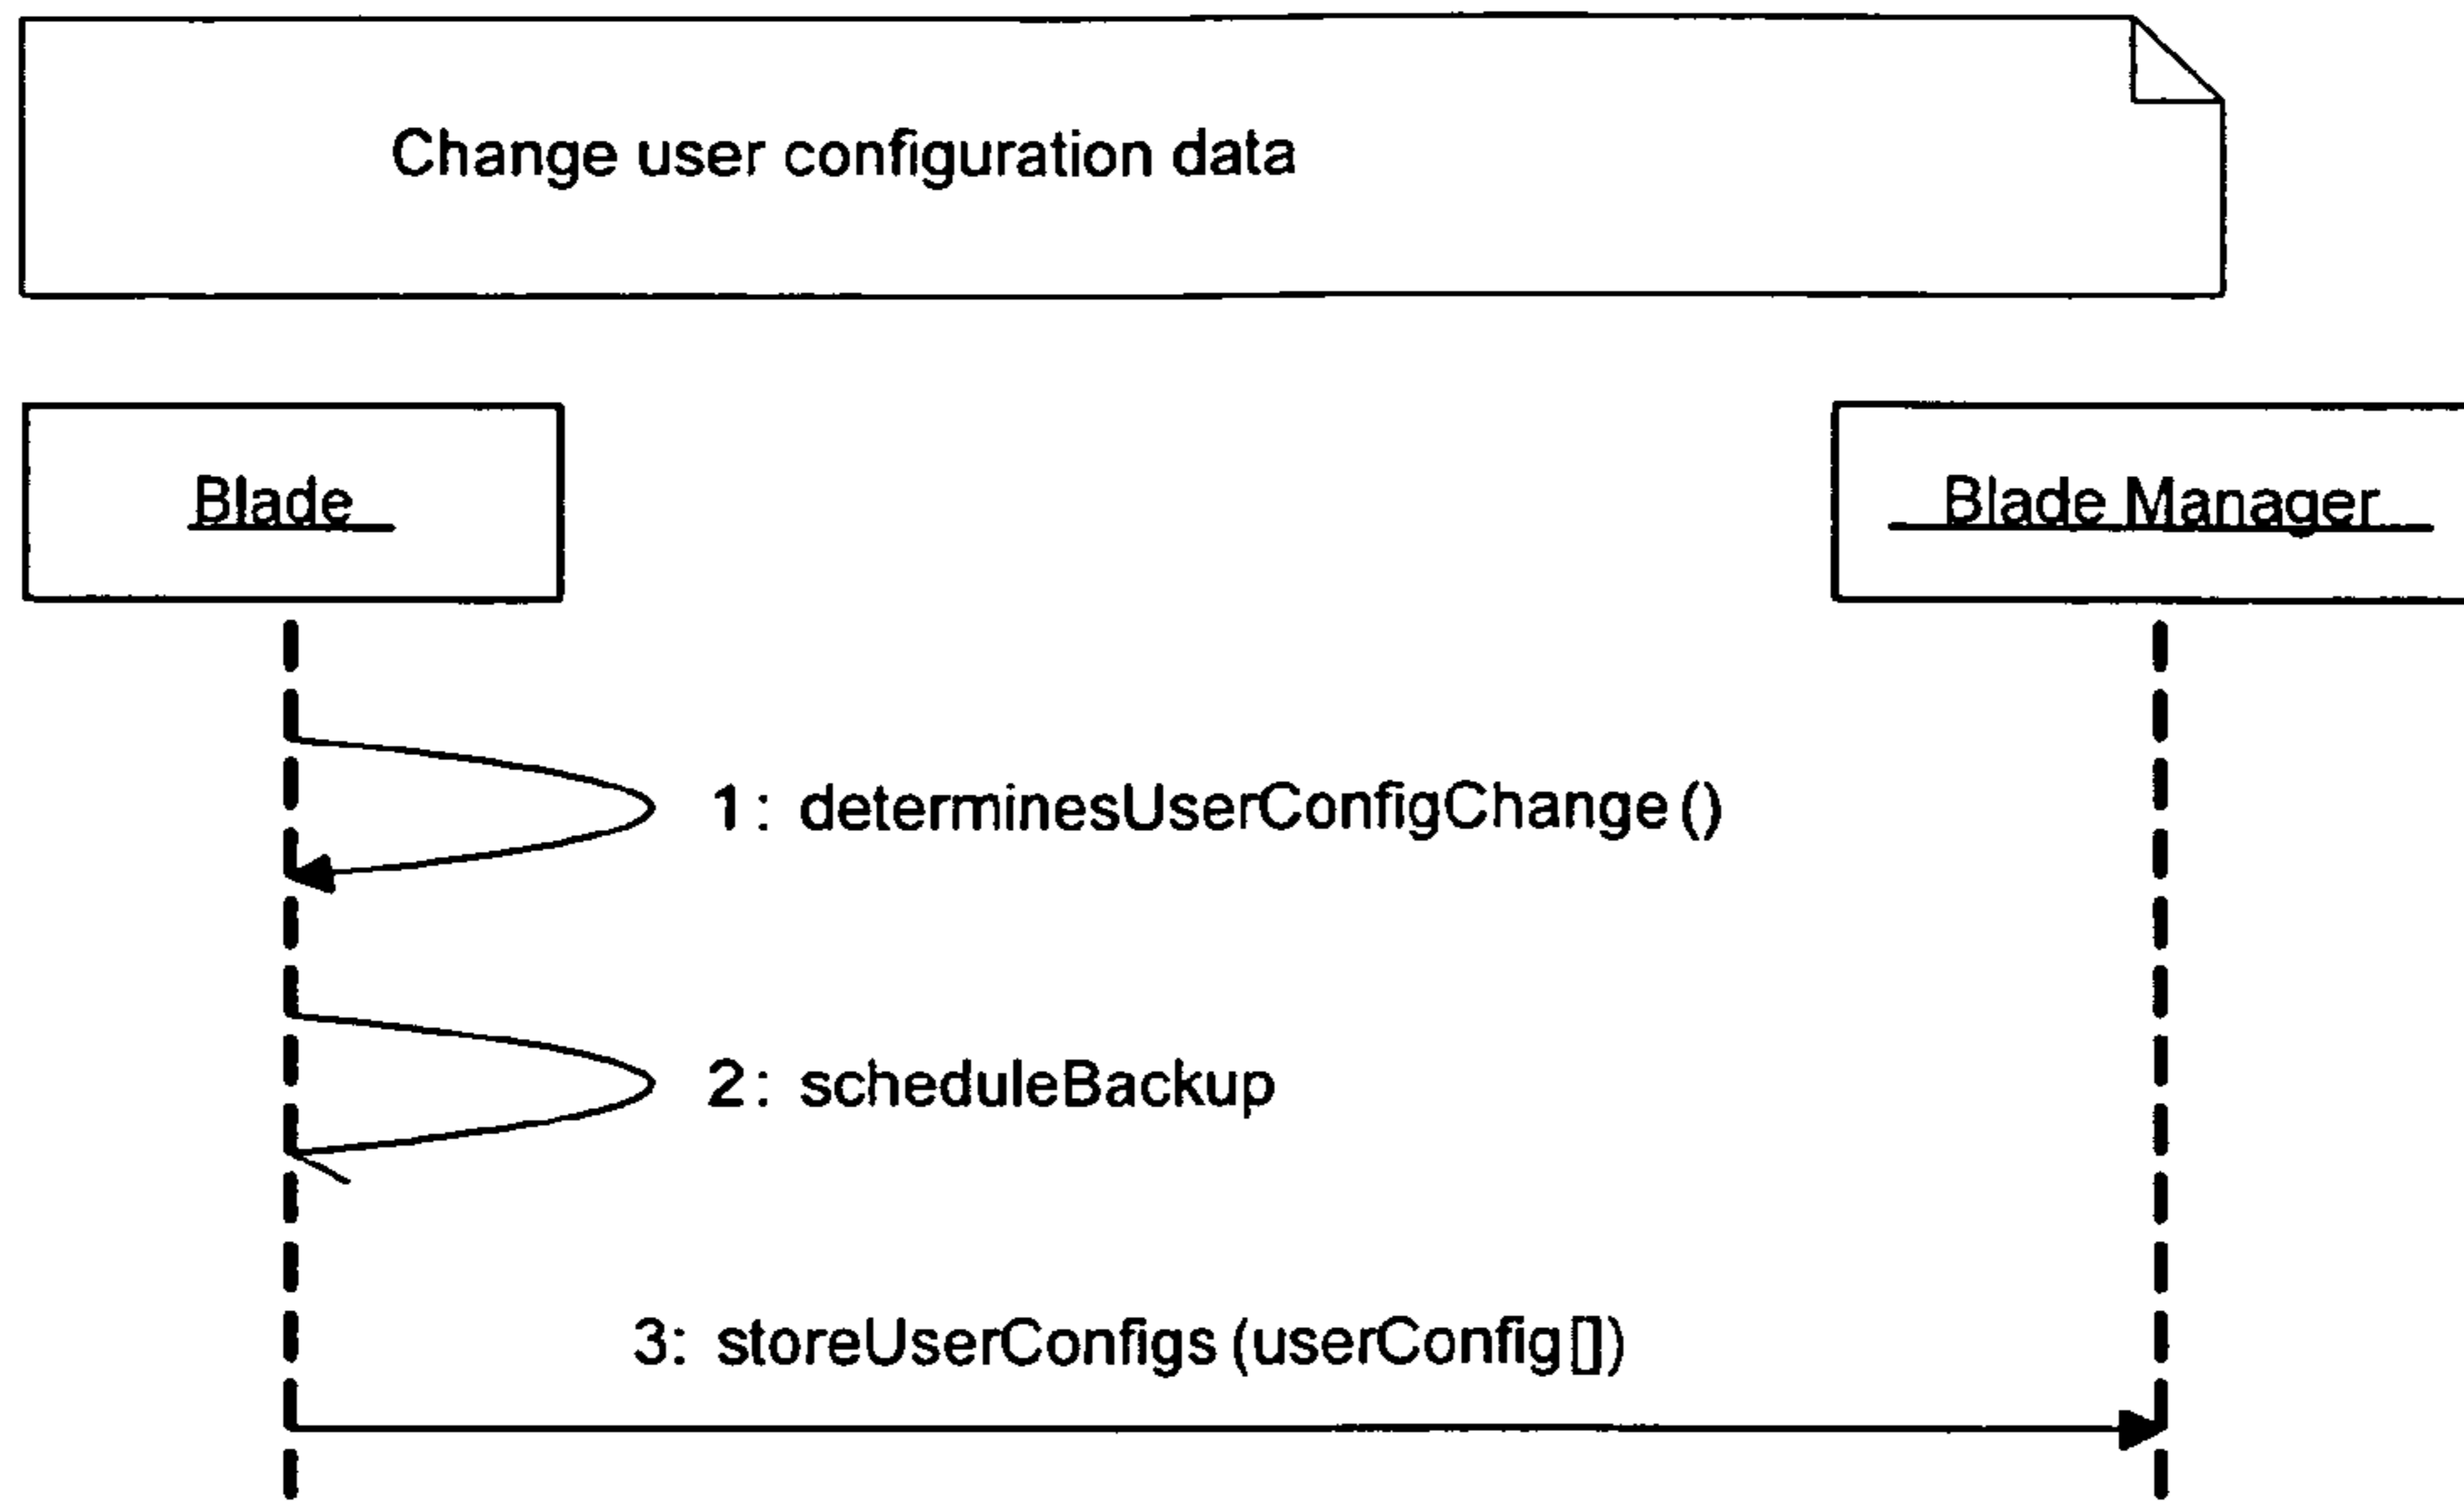 Change user configuration data
Blade
Blade Manager
1: determinesUserConfigChange()
2: scheduleBackup
3: storeUserConfigs(userConfig[])